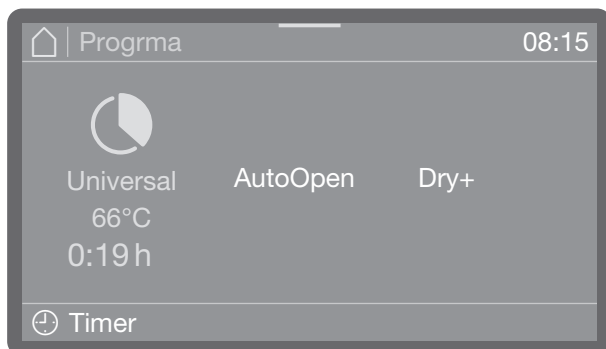 Progrma 08:15
Universal AutoOpen Dry+
66°C
0:19 h
Timer